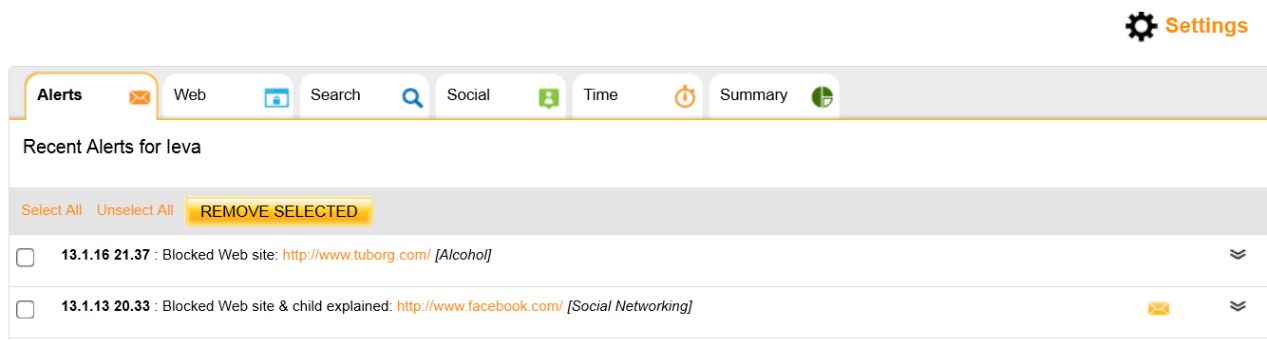 Settings
Alerts Web Search Social Time Summary
Recent Alerts for Ieva
Select All Unselect All REMOVE SELECTED
13.1.16 21.37 : Blocked Web site: http://www.tuborg.com/ [Alcohol]
13.1.13 20.33 : Blocked Web site & child explained: http://www.facebook.com/ [Social Networking]